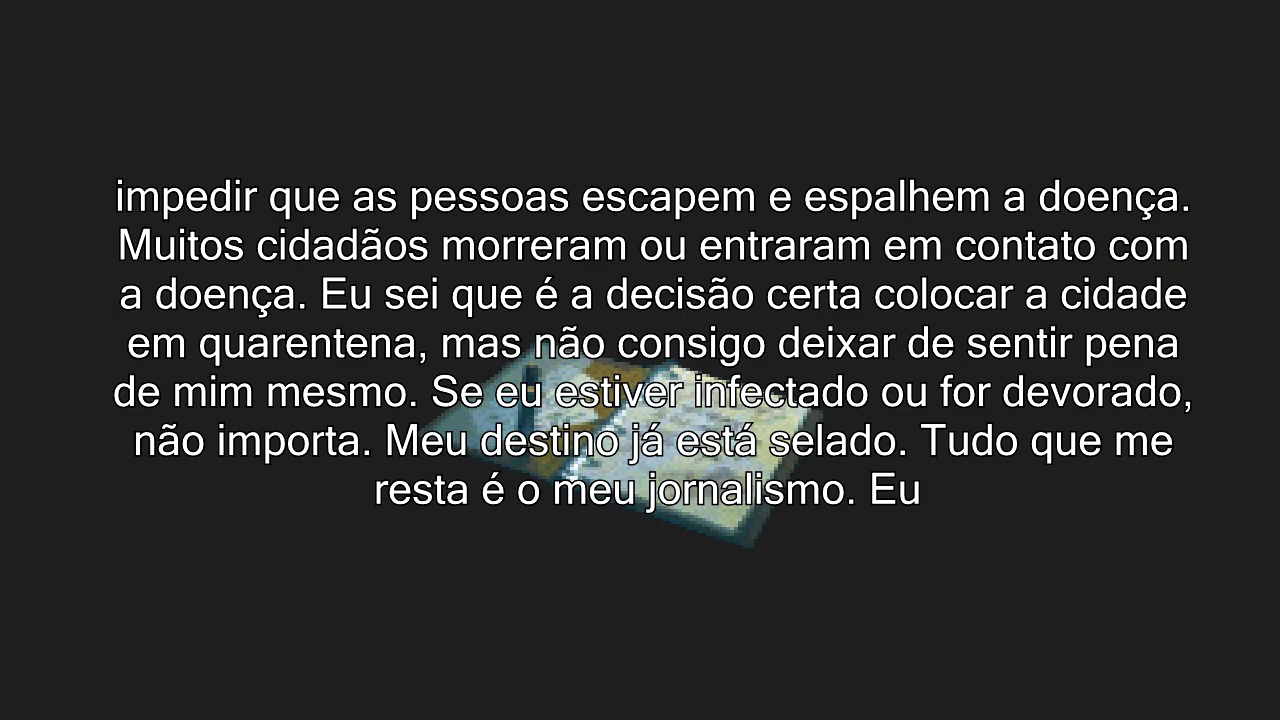 impedir que as pessoas escapem e espalhem a doença.
Muitos cidadãos morreram ou entraram em contato com
a doença. Eu sei que é a decisão certa colocar a cidade
em quarentena, mas não consigo deixar de sentir pena
de mim mesmo. Se eu estiver infectado ou for devorado,
não importa. Meu destino já está selado. Tudo que me
resta é o meu jornalismo. Eu